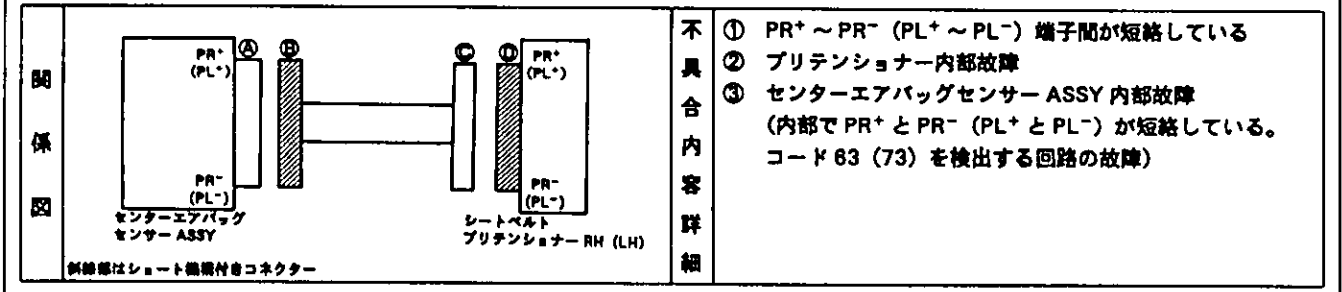 関係図
PR⁺ Ⓐ Ⓑ Ⓒ Ⓓ PR⁺
(PL⁺) (PL⁺)
PR⁻ PR⁻
(PL⁻) (PL⁻)
センターエアバッグ
センサー ASSY
シートベルト
プリテンショナー RH (LH)
斜線部はショート機構付きコネクター
不具合内容詳細
① PR⁺ ~ PR⁻ (PL⁺ ~ PL⁻) 端子間が短絡している
② プリテンショナー内部故障
③ センターエアバッグセンサー ASSY 内部故障
(内部で PR⁺ と PR⁻ (PL⁺ と PL⁻) が短絡している。
コード 63 (73) を検出する回路の故障)